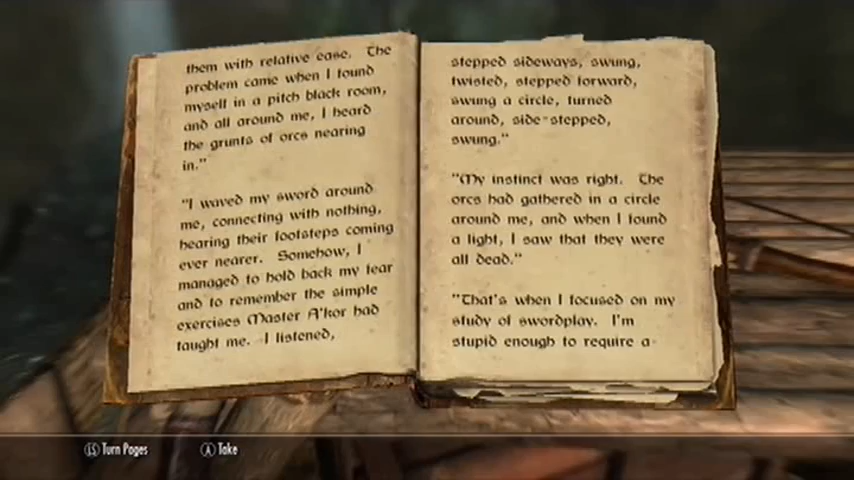 them with relative ease. The
problem came when I found
myself in a pitch black room,
and all around me, I heard
the grunts of orcs nearing
in."
"I waved my sword around
me, connecting with nothing,
hearing their footsteps coming
ever nearer. Somehow, I
managed to hold back my fear
and to remember the simple
exercises Master A'kor had
taught me. I listened,
stepped sideways, swung,
twisted, stepped forward,
swung a circle, turned
around, side-stepped,
swung."
"My instinct was right. The
orcs had gathered in a circle
around me, and when I found
a light, I saw that they were
all dead."
"That's when I focused on my
study of swordplay. I'm
stupid enough to require a
LS Turn Pages
A Take